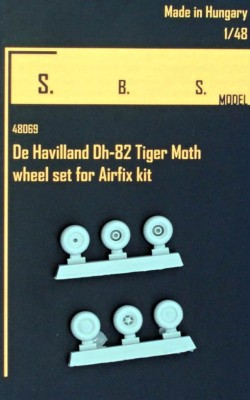 Made in Hungary
1/48
S. B. S. MODEL
48069
De Havilland Dh-82 Tiger Moth
wheel set for Airfix kit